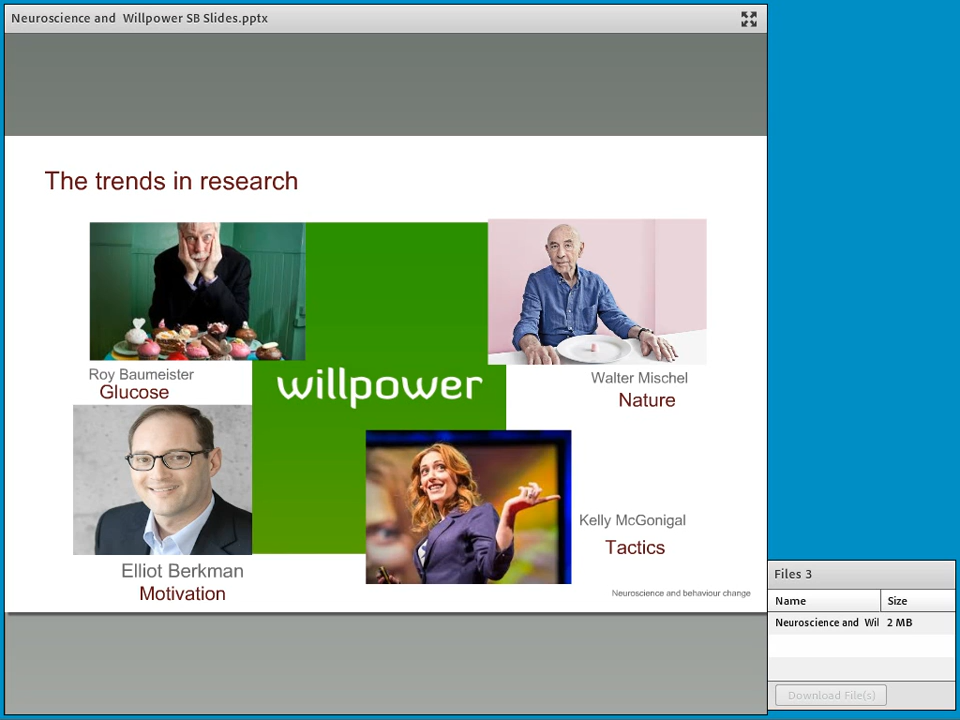 Neuroscience and  Willpower SB Slides.pptx
The trends in research
Roy Baumeister
Glucose
willpower
Walter Mischel
Nature
Kelly McGonigal
Tactics
Elliot Berkman
Motivation
Neuroscience and behaviour change
Files 3
Name Size
Neuroscience and  Wil 2 MB
Download File(s)